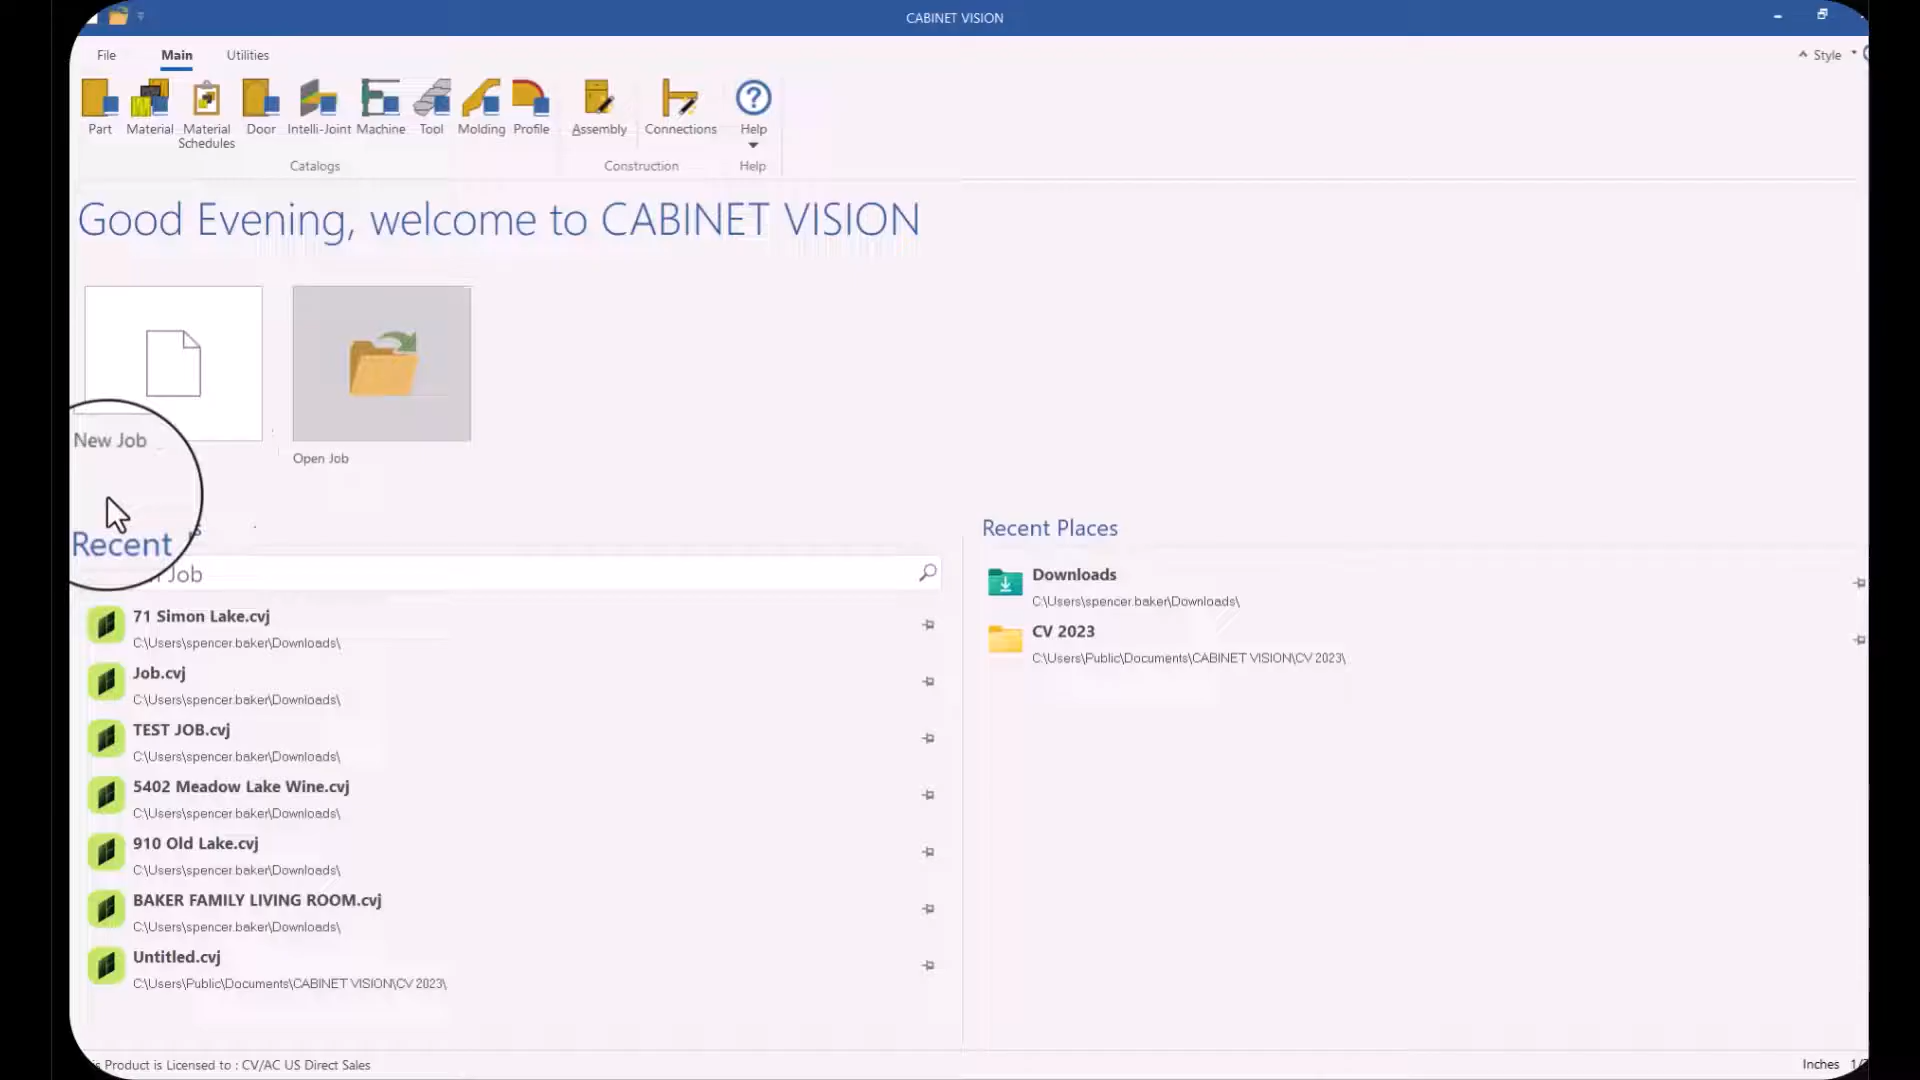 CABINET VISION
File Main Utilities
Style
Part Material Material Schedules Door Intelli-Joint Machine Tool Molding Profile Assembly Connections Help
Catalogs Construction Help
Good Evening, welcome to CABINET VISION
New Job
Open Job
Recent
Job
71 Simon Lake.cvj
C:\Users\spencer.baker\Downloads\
Job.cvj
C:\Users\spencer.baker\Downloads\
TEST JOB.cvj
C:\Users\spencer.baker\Downloads\
5402 Meadow Lake Wine.cvj
C:\Users\spencer.baker\Downloads\
910 Old Lake.cvj
C:\Users\spencer.baker\Downloads\
BAKER FAMILY LIVING ROOM.cvj
C:\Users\spencer.baker\Downloads\
Untitled.cvj
C:\Users\Public\Documents\CABINET VISION\CV 2023\
Recent Places
Downloads
C:\Users\spencer.baker\Downloads\
CV 2023
C:\Users\Public\Documents\CABINET VISION\CV 2023\
Product is Licensed to : CV/AC US Direct Sales
Inches